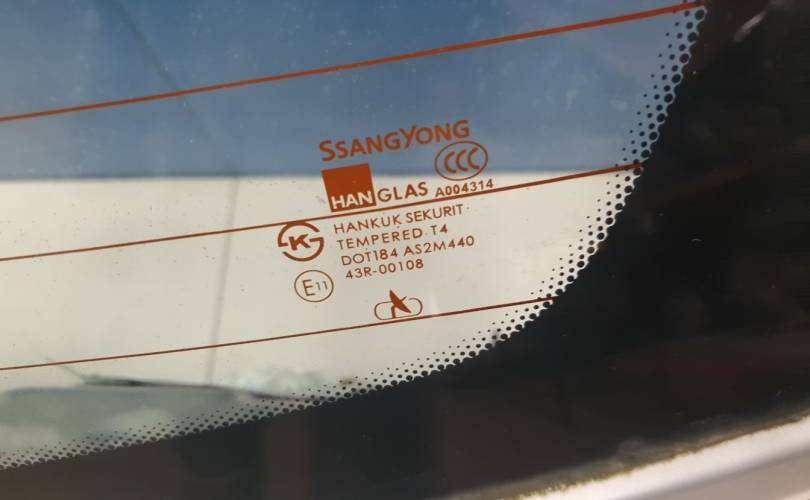 SSANGYONG
CCC
HANGLAS A004314
HANKUK SEKURIT
TEMPERED T4
DOT184 AS2M440
43R-00108
K
E11